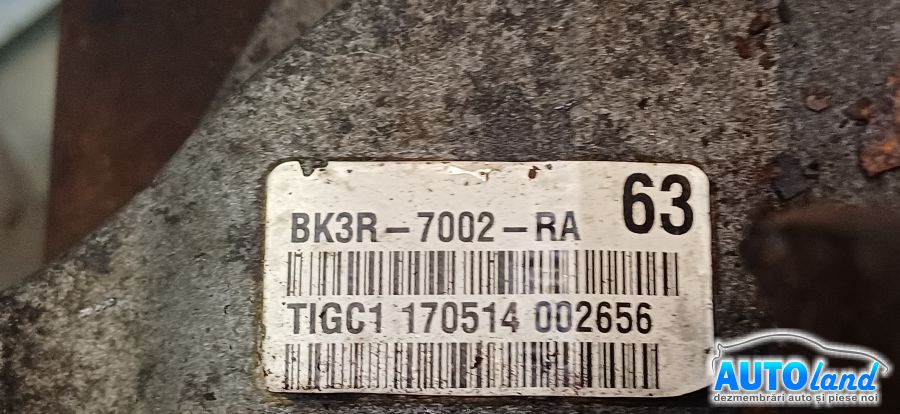 63
BK3R-7002-RA
TIGC1 170514 002656
AUTOland
dezmembrări auto și piese noi